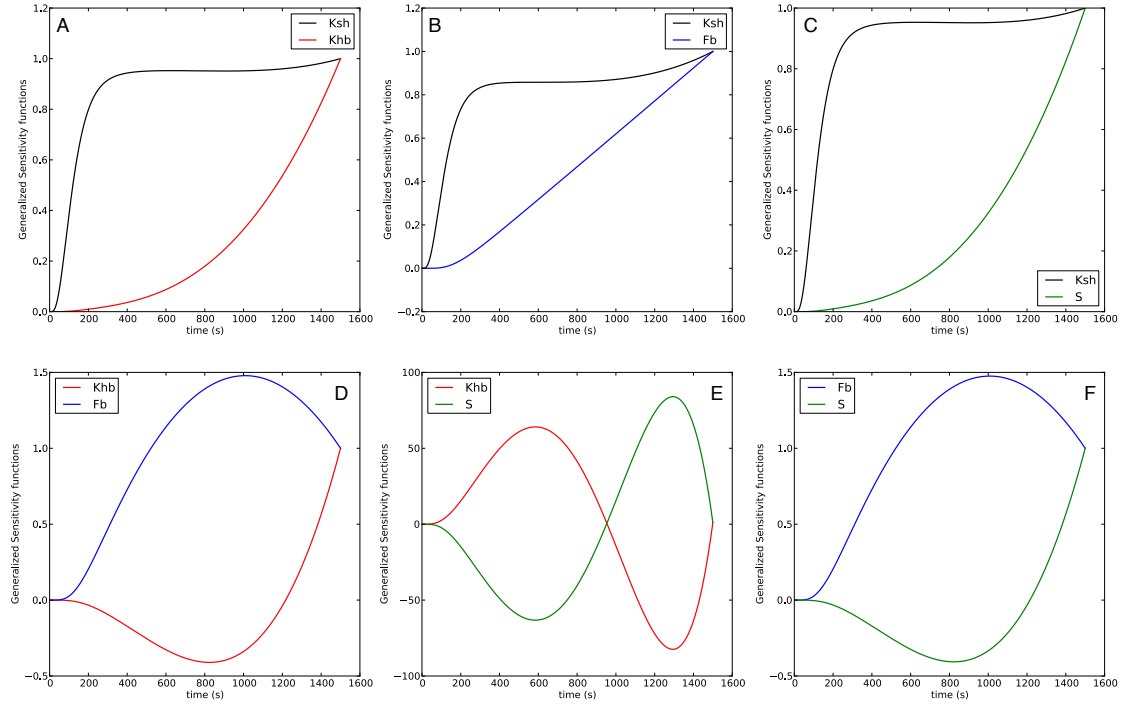 A
Ksh
Khb
Generalized Sensitivity functions
1.2
1.0
0.8
0.6
0.4
0.2
0.0
0 200 400 600 800 1000 1200 1400 1600
time (s)
B
Ksh
Fb
Generalized Sensitivity functions
1.2
1.0
0.8
0.6
0.4
0.2
0.0
−0.2
0 200 400 600 800 1000 1200 1400 1600
time (s)
C
Ksh
S
Generalized Sensitivity functions
1.0
0.8
0.6
0.4
0.2
0.0
0 200 400 600 800 1000 1200 1400 1600
time (s)
D
Khb
Fb
Generalized Sensitivity functions
1.5
1.0
0.5
0.0
−0.5
0 200 400 600 800 1000 1200 1400 1600
time (s)
E
Khb
S
Generalized Sensitivity functions
100
50
0
−50
−100
0 200 400 600 800 1000 1200 1400 1600
time (s)
F
Fb
S
Generalized Sensitivity functions
1.5
1.0
0.5
0.0
−0.5
0 200 400 600 800 1000 1200 1400 1600
time (s)